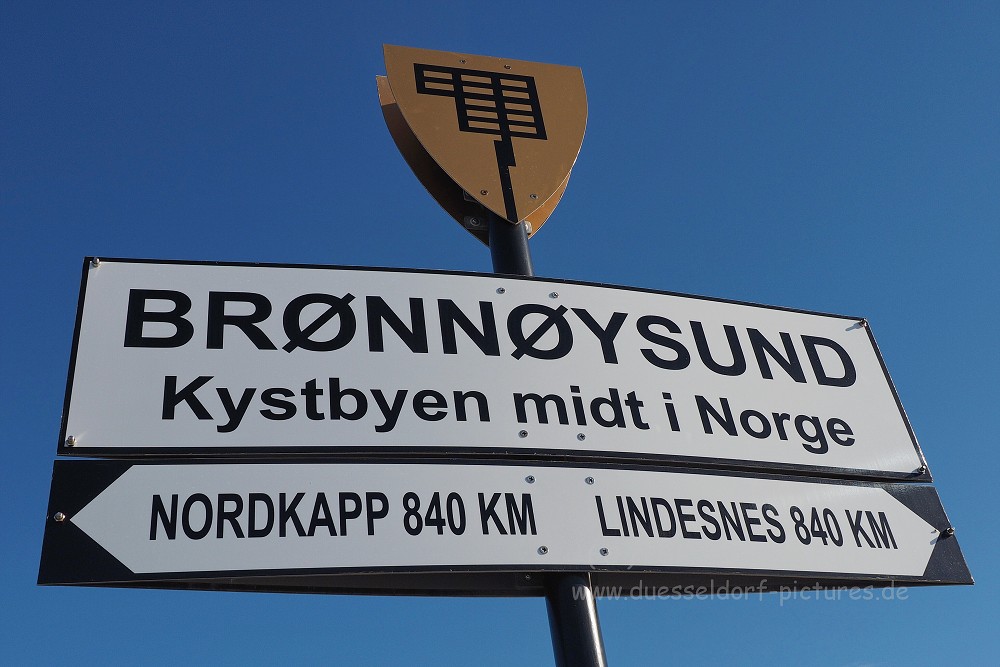 BRØNNØYSUND
Kystbyen midt i Norge
NORDKAPP 840 KM LINDESNES 840 KM
www.duesseldorf-pictures.de